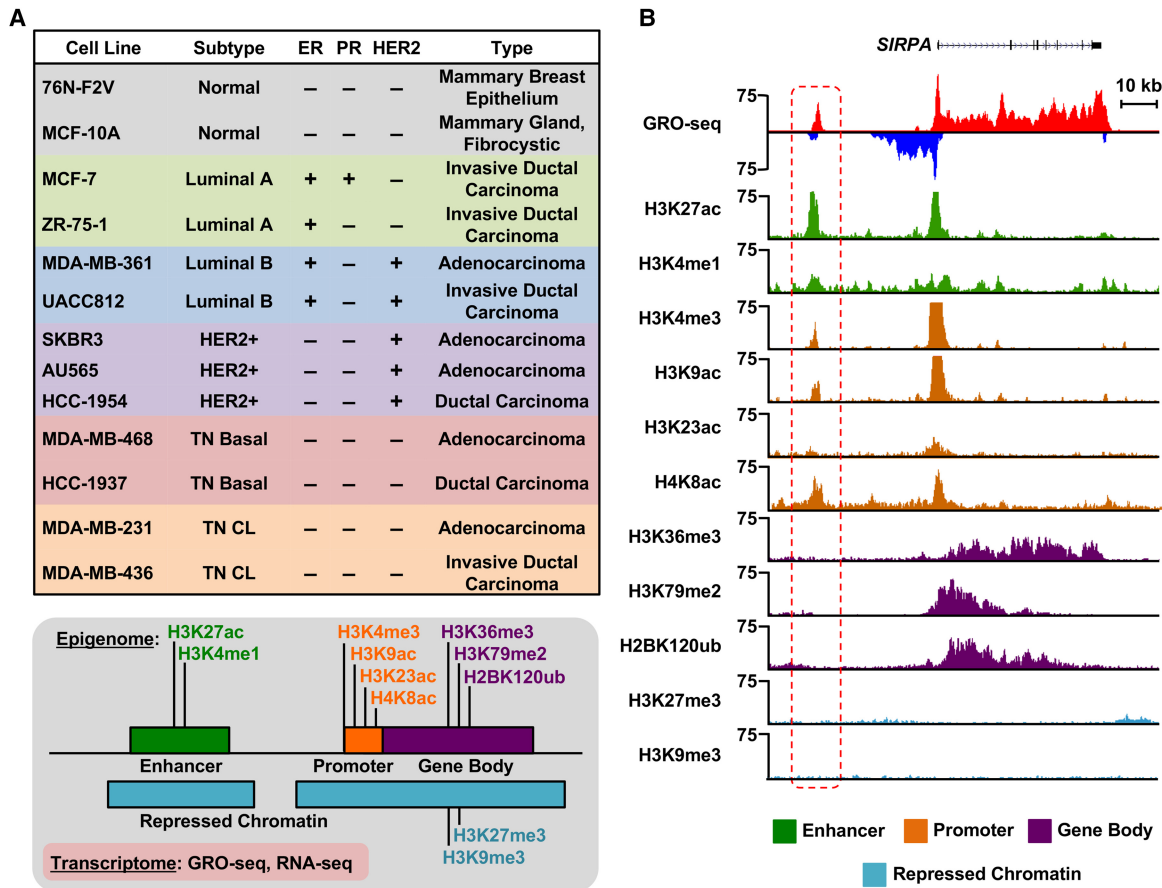 A
Cell Line Subtype ER PR HER2 Type
76N-F2V Normal – – – Mammary Breast Epithelium
MCF-10A Normal – – – Mammary Gland, Fibrocystic
MCF-7 Luminal A + + – Invasive Ductal Carcinoma
ZR-75-1 Luminal A + – Invasive Ductal Carcinoma
MDA-MB-361 Luminal B + – + Adenocarcinoma
UACC812 Luminal B + – + Invasive Ductal Carcinoma
SKBR3 HER2+ – – + Adenocarcinoma
AU565 HER2+ – – + Adenocarcinoma
HCC-1954 HER2+ – – + Ductal Carcinoma
MDA-MB-468 TN Basal – – – Adenocarcinoma
HCC-1937 TN Basal – – – Ductal Carcinoma
MDA-MB-231 TN CL – – – Adenocarcinoma
MDA-MB-436 TN CL – – – Invasive Ductal Carcinoma
Epigenome:
H3K27ac
H3K4me1
H3K4me3
H3K9ac
H3K23ac
H4K8ac
H3K36me3
H3K79me2
H2BK120ub
Enhancer
Promoter
Gene Body
Repressed Chromatin
H3K27me3
H3K9me3
Transcriptome: GRO-seq, RNA-seq
B
SIRPA
10 kb
75
GRO-seq
75
75
H3K27ac
75
H3K4me1
75
H3K4me3
75
H3K9ac
75
H3K23ac
75
H4K8ac
75
H3K36me3
75
H3K79me2
75
H2BK120ub
75
H3K27me3
75
H3K9me3
Enhancer
Promoter
Gene Body
Repressed Chromatin